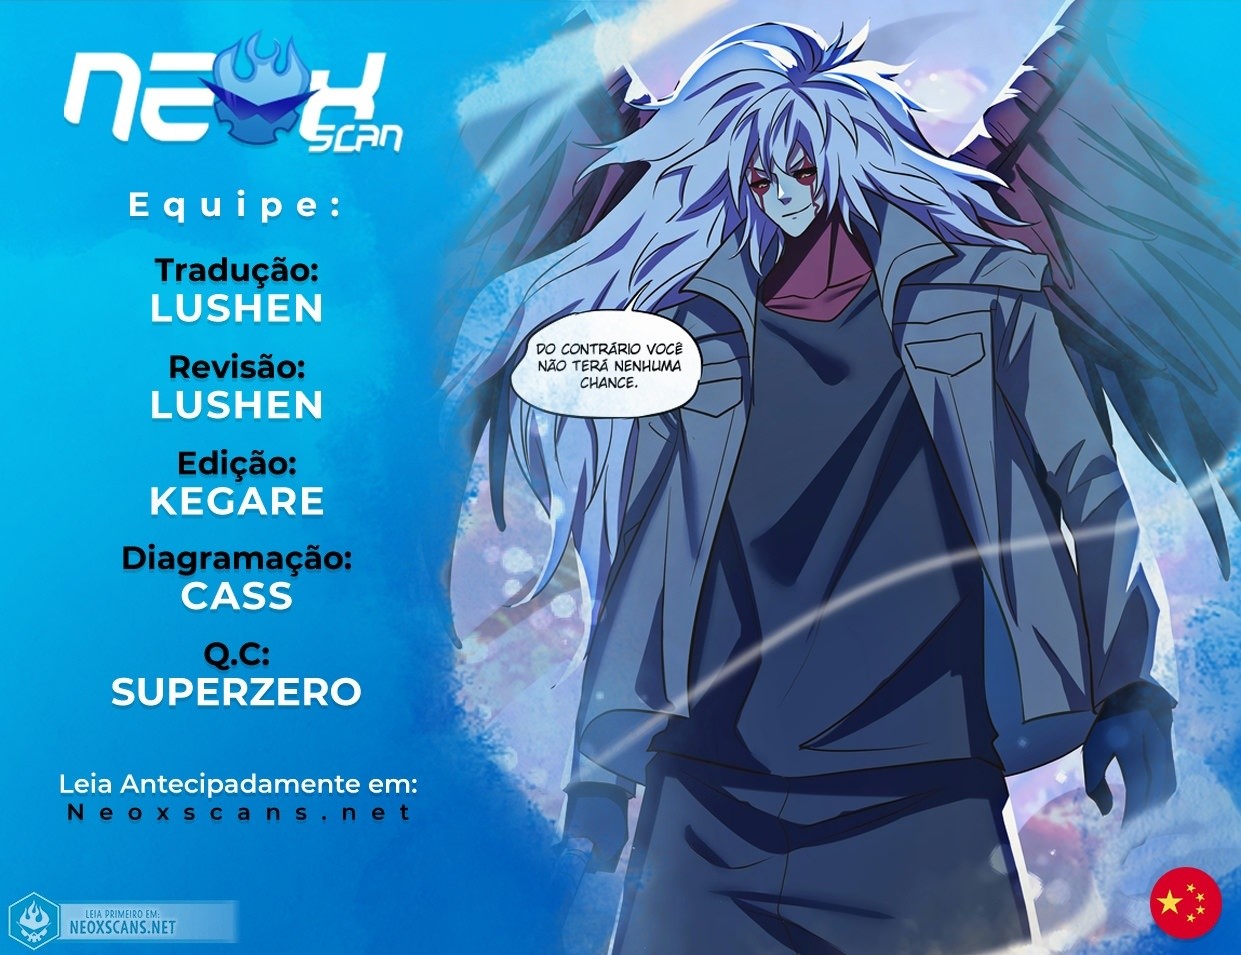 NEOX
SCAN
Equipe:
Tradução:
LUSHEN
Revisão:
LUSHEN
Edição:
KEGARE
Diagramação:
CASS
Q.C:
SUPERZERO
Leia Antecipadamente em:
Neoxscans.net
LEIA PRIMEIRO EM:
NEOXSCANS.NET
DO CONTRÁRIO VOCÊ
NÃO TERÁ NENHUMA
CHANCE.